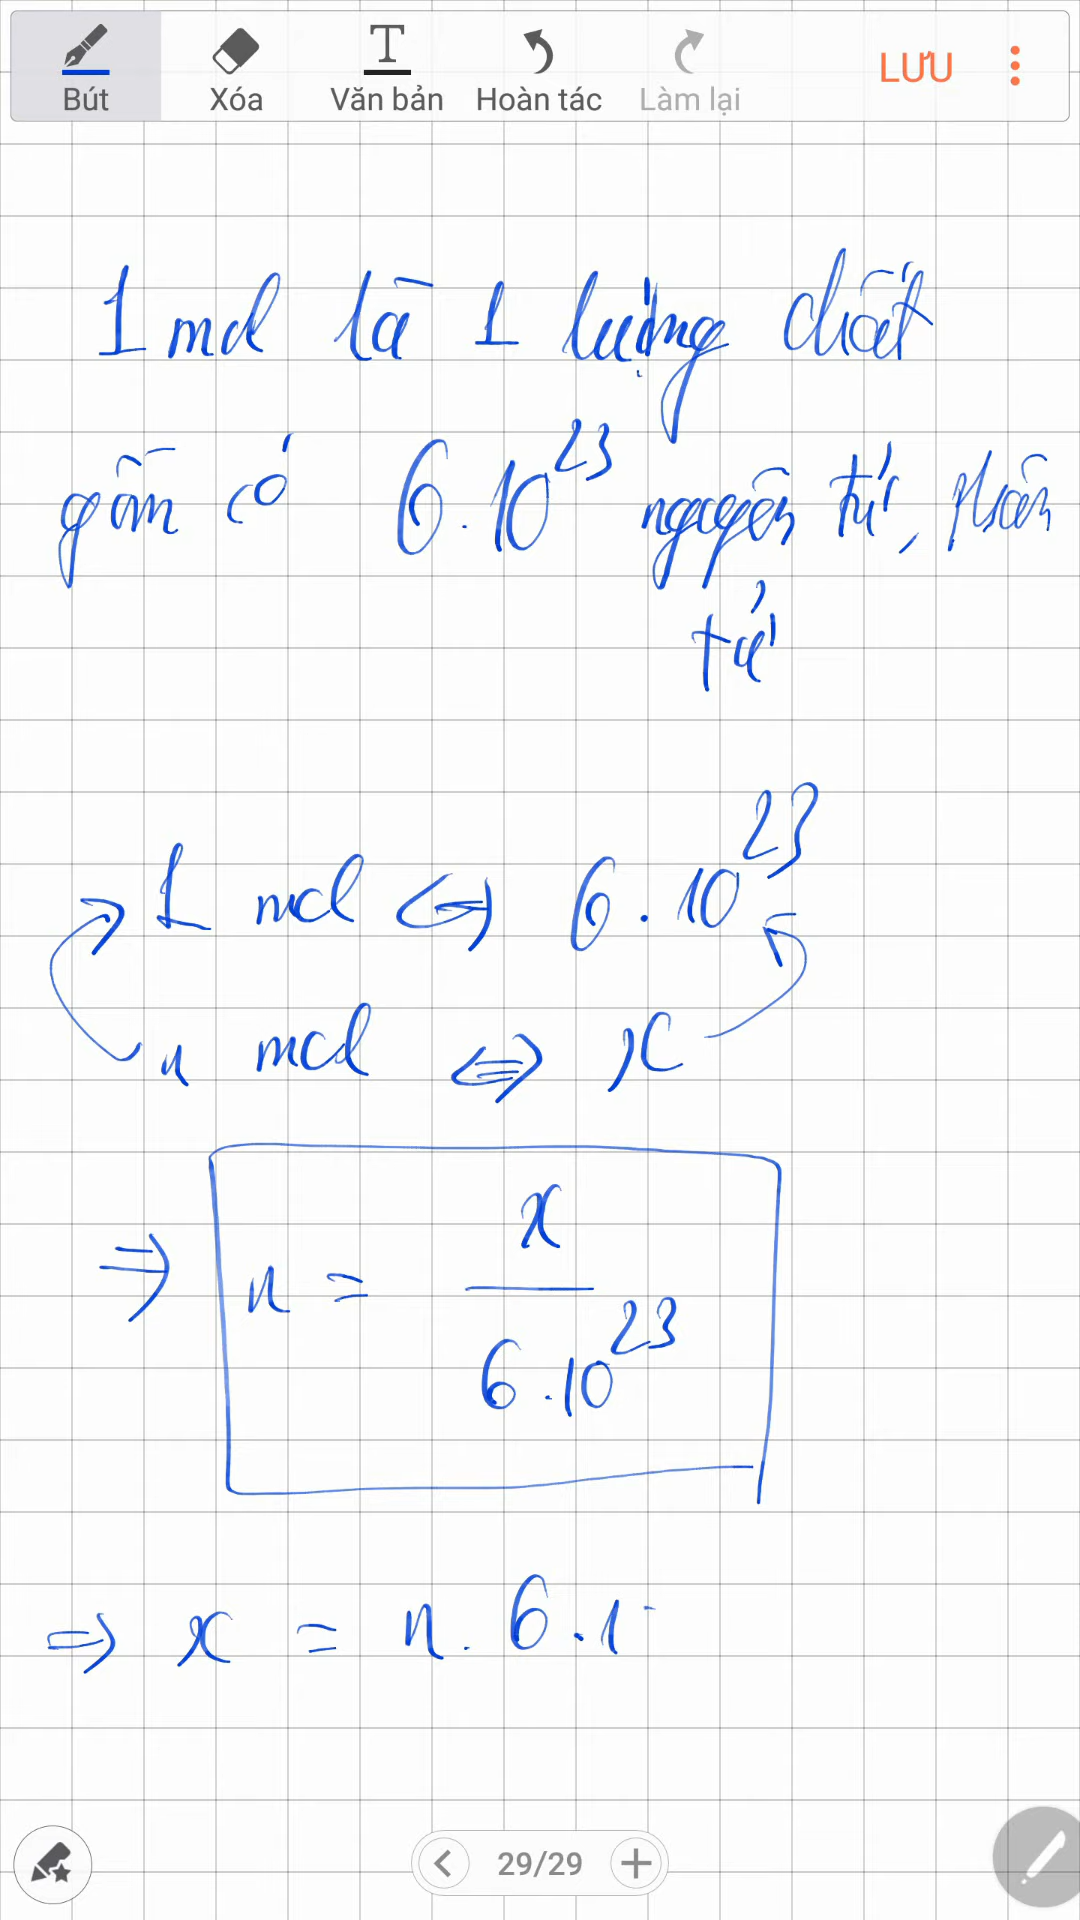 Bút Xóa Văn bản Hoàn tác Làm lại LƯU
1 mol là 1 lượng chất
gồm có 6.10^23 nguyên tử, phân
tử
1 mol <=> 6.10^23
n mol <=> x
=> n = x / 6.10^23
=> x = n.6.1
29/29